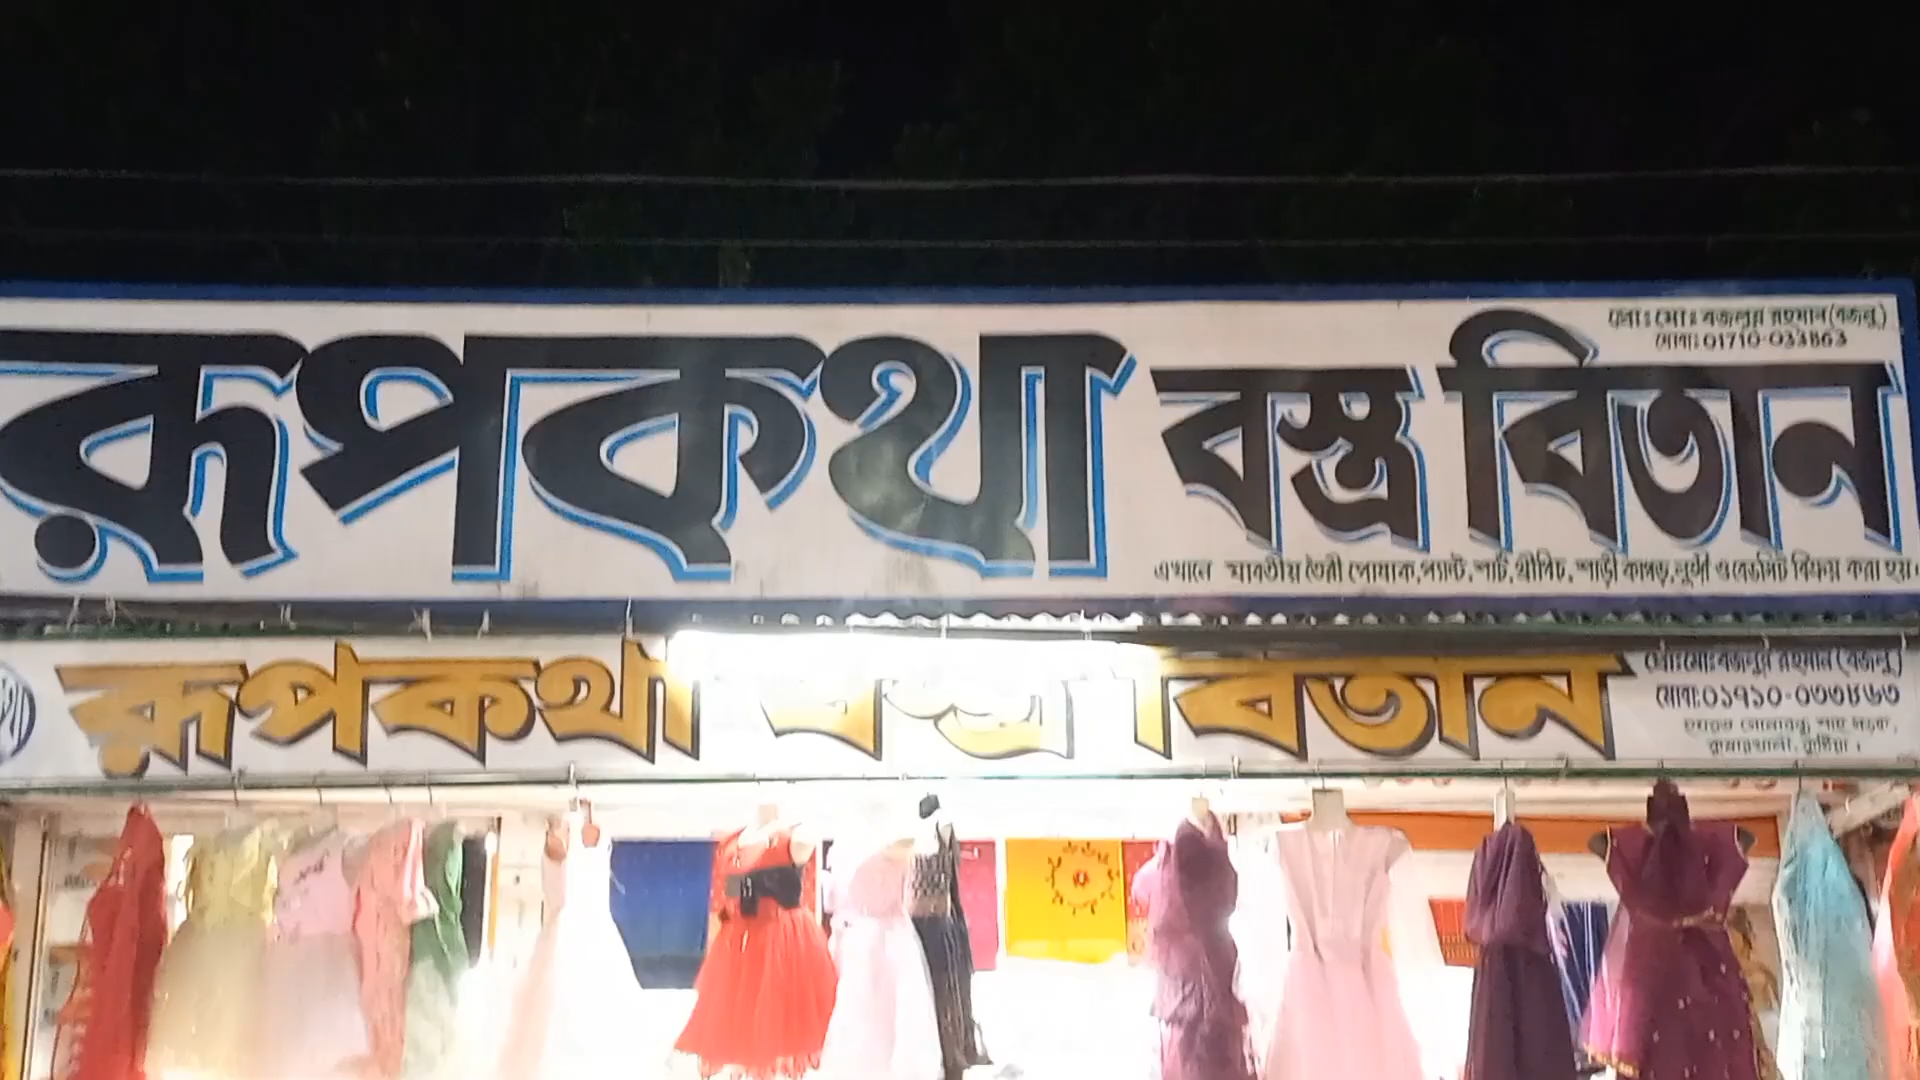 রূপকথা বস্ত্র বিতান
প্রোঃ মোঃ বজলুর রহমান (বজলু)
মোবাঃ 01710-033863
এখানে যাবতীয় তৈরী পোষাক, প্যান্ট, শার্ট, থ্রীপিচ, শাড়ী কাপড়, লুঙ্গী ও বেডসিট বিক্রয় করা হয়।
রূপকথা বস্ত্র বিতান
প্রোঃ মোঃ বজলুর রহমান (বজলু)
মোবাঃ ০১৭১০-০৩৩৮৬৩
কুমারখালী, কুষ্টিয়া।